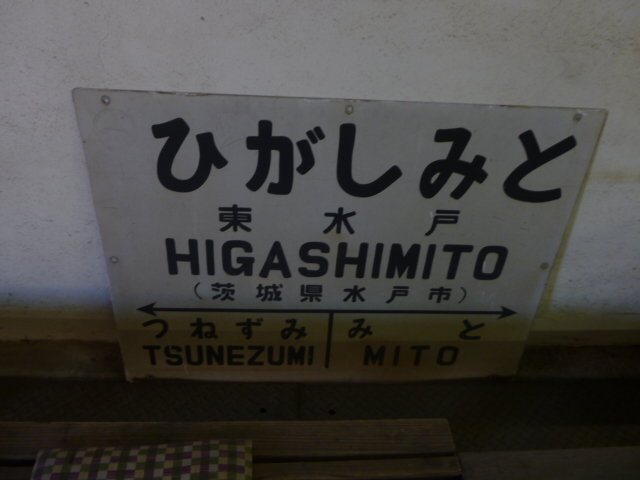 ひがしみと
東水戸
HIGASHIMITO
（茨城県水戸市）
つねずみ みと
TSUNEZUMI MITO